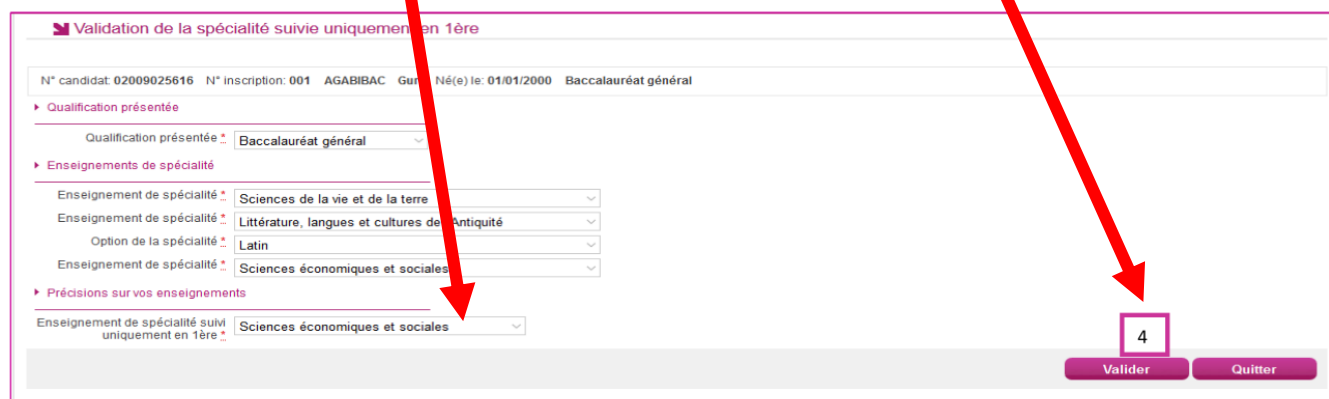 Validation de la spécialité suivie uniquement en 1ère
N° candidat: 02009025616 N° inscription: 001 AGABIBAC Né(e) le: 01/01/2000 Baccalauréat général
Qualification présentée
Qualification présentée * Baccalauréat général
Enseignements de spécialité
Enseignement de spécialité * Sciences de la vie et de la terre
Enseignement de spécialité * Littérature, langues et cultures de Antiquité
Option de la spécialité * Latin
Enseignement de spécialité * Sciences économiques et sociales
Précisions sur vos enseignements
Enseignement de spécialité suivi
uniquement en 1ère * Sciences économiques et sociales
4
Valider Quitter